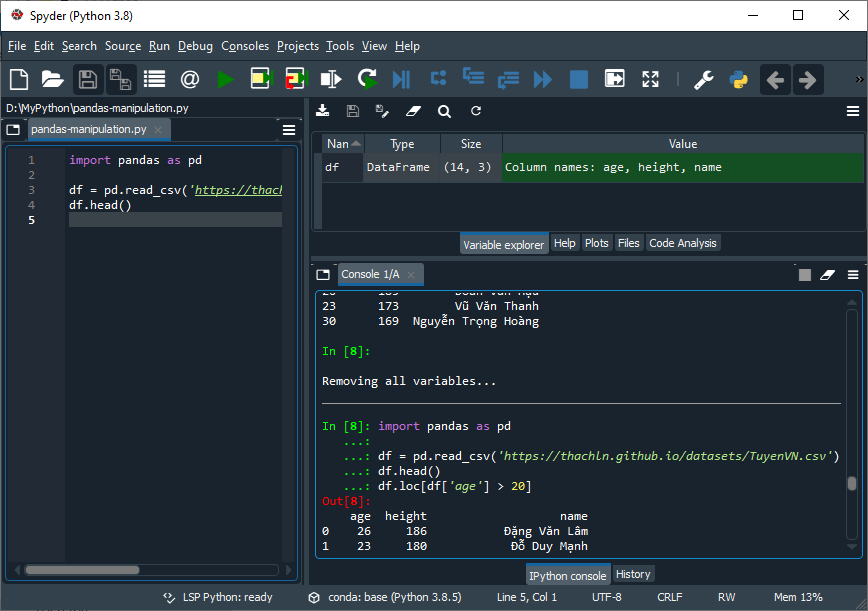 Spyder (Python 3.8)
File Edit Search Source Run Debug Consoles Projects Tools View Help
D:\MyPython\pandas-manipulation.py
pandas-manipulation.py
1 import pandas as pd
2
3 df = pd.read_csv('https://thach
4 df.head()
5
Nan Type Size Value
df DataFrame (14, 3) Column names: age, height, name
Variable explorer Help Plots Files Code Analysis
Console 1/A
23 173 Vũ Văn Thanh
30 169 Nguyễn Trọng Hoàng
In [8]:
Removing all variables...
In [8]: import pandas as pd
...:
...: df = pd.read_csv('https://thachln.github.io/datasets/TuyenVN.csv')
...: df.head()
...: df.loc[df['age'] > 20]
Out[8]:
age height name
0 26 186 Đặng Văn Lâm
1 23 180 Đỗ Duy Mạnh
IPython console History
LSP Python: ready conda: base (Python 3.8.5) Line 5, Col 1 UTF-8 CRLF RW Mem 13%